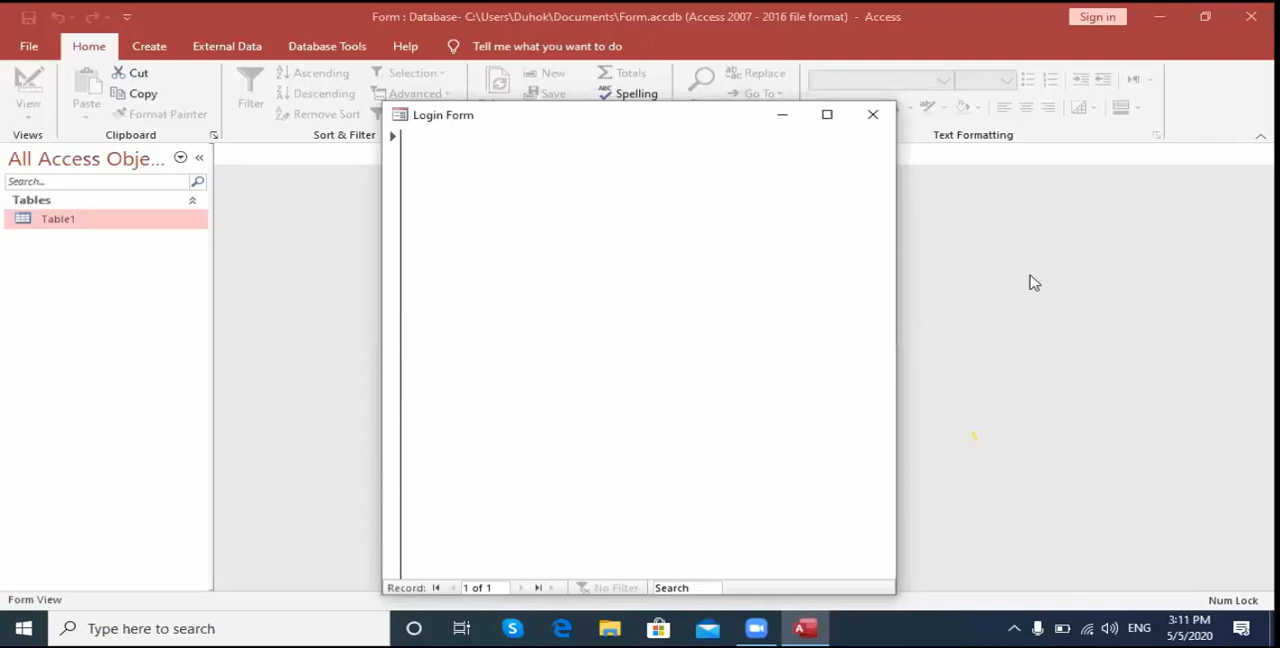 Form : Database- C:\Users\Duhok\Documents\Form.accdb (Access 2007 - 2016 file format) - Access
Sign in
File Home Create External Data Database Tools Help Tell me what you want to do
View
Views
Paste
Cut
Copy
Format Painter
Clipboard
Filter
Ascending
Descending
Remove Sort
Selection
Advanced
Sort & Filter
New
Save
Totals
Spelling
Replace
Go To
Text Formatting
All Access Obje...
Search...
Tables
Table1
Login Form
Record: 1 of 1 No Filter Search
Form View
Num Lock
Type here to search
ENG
3:11 PM
5/5/2020